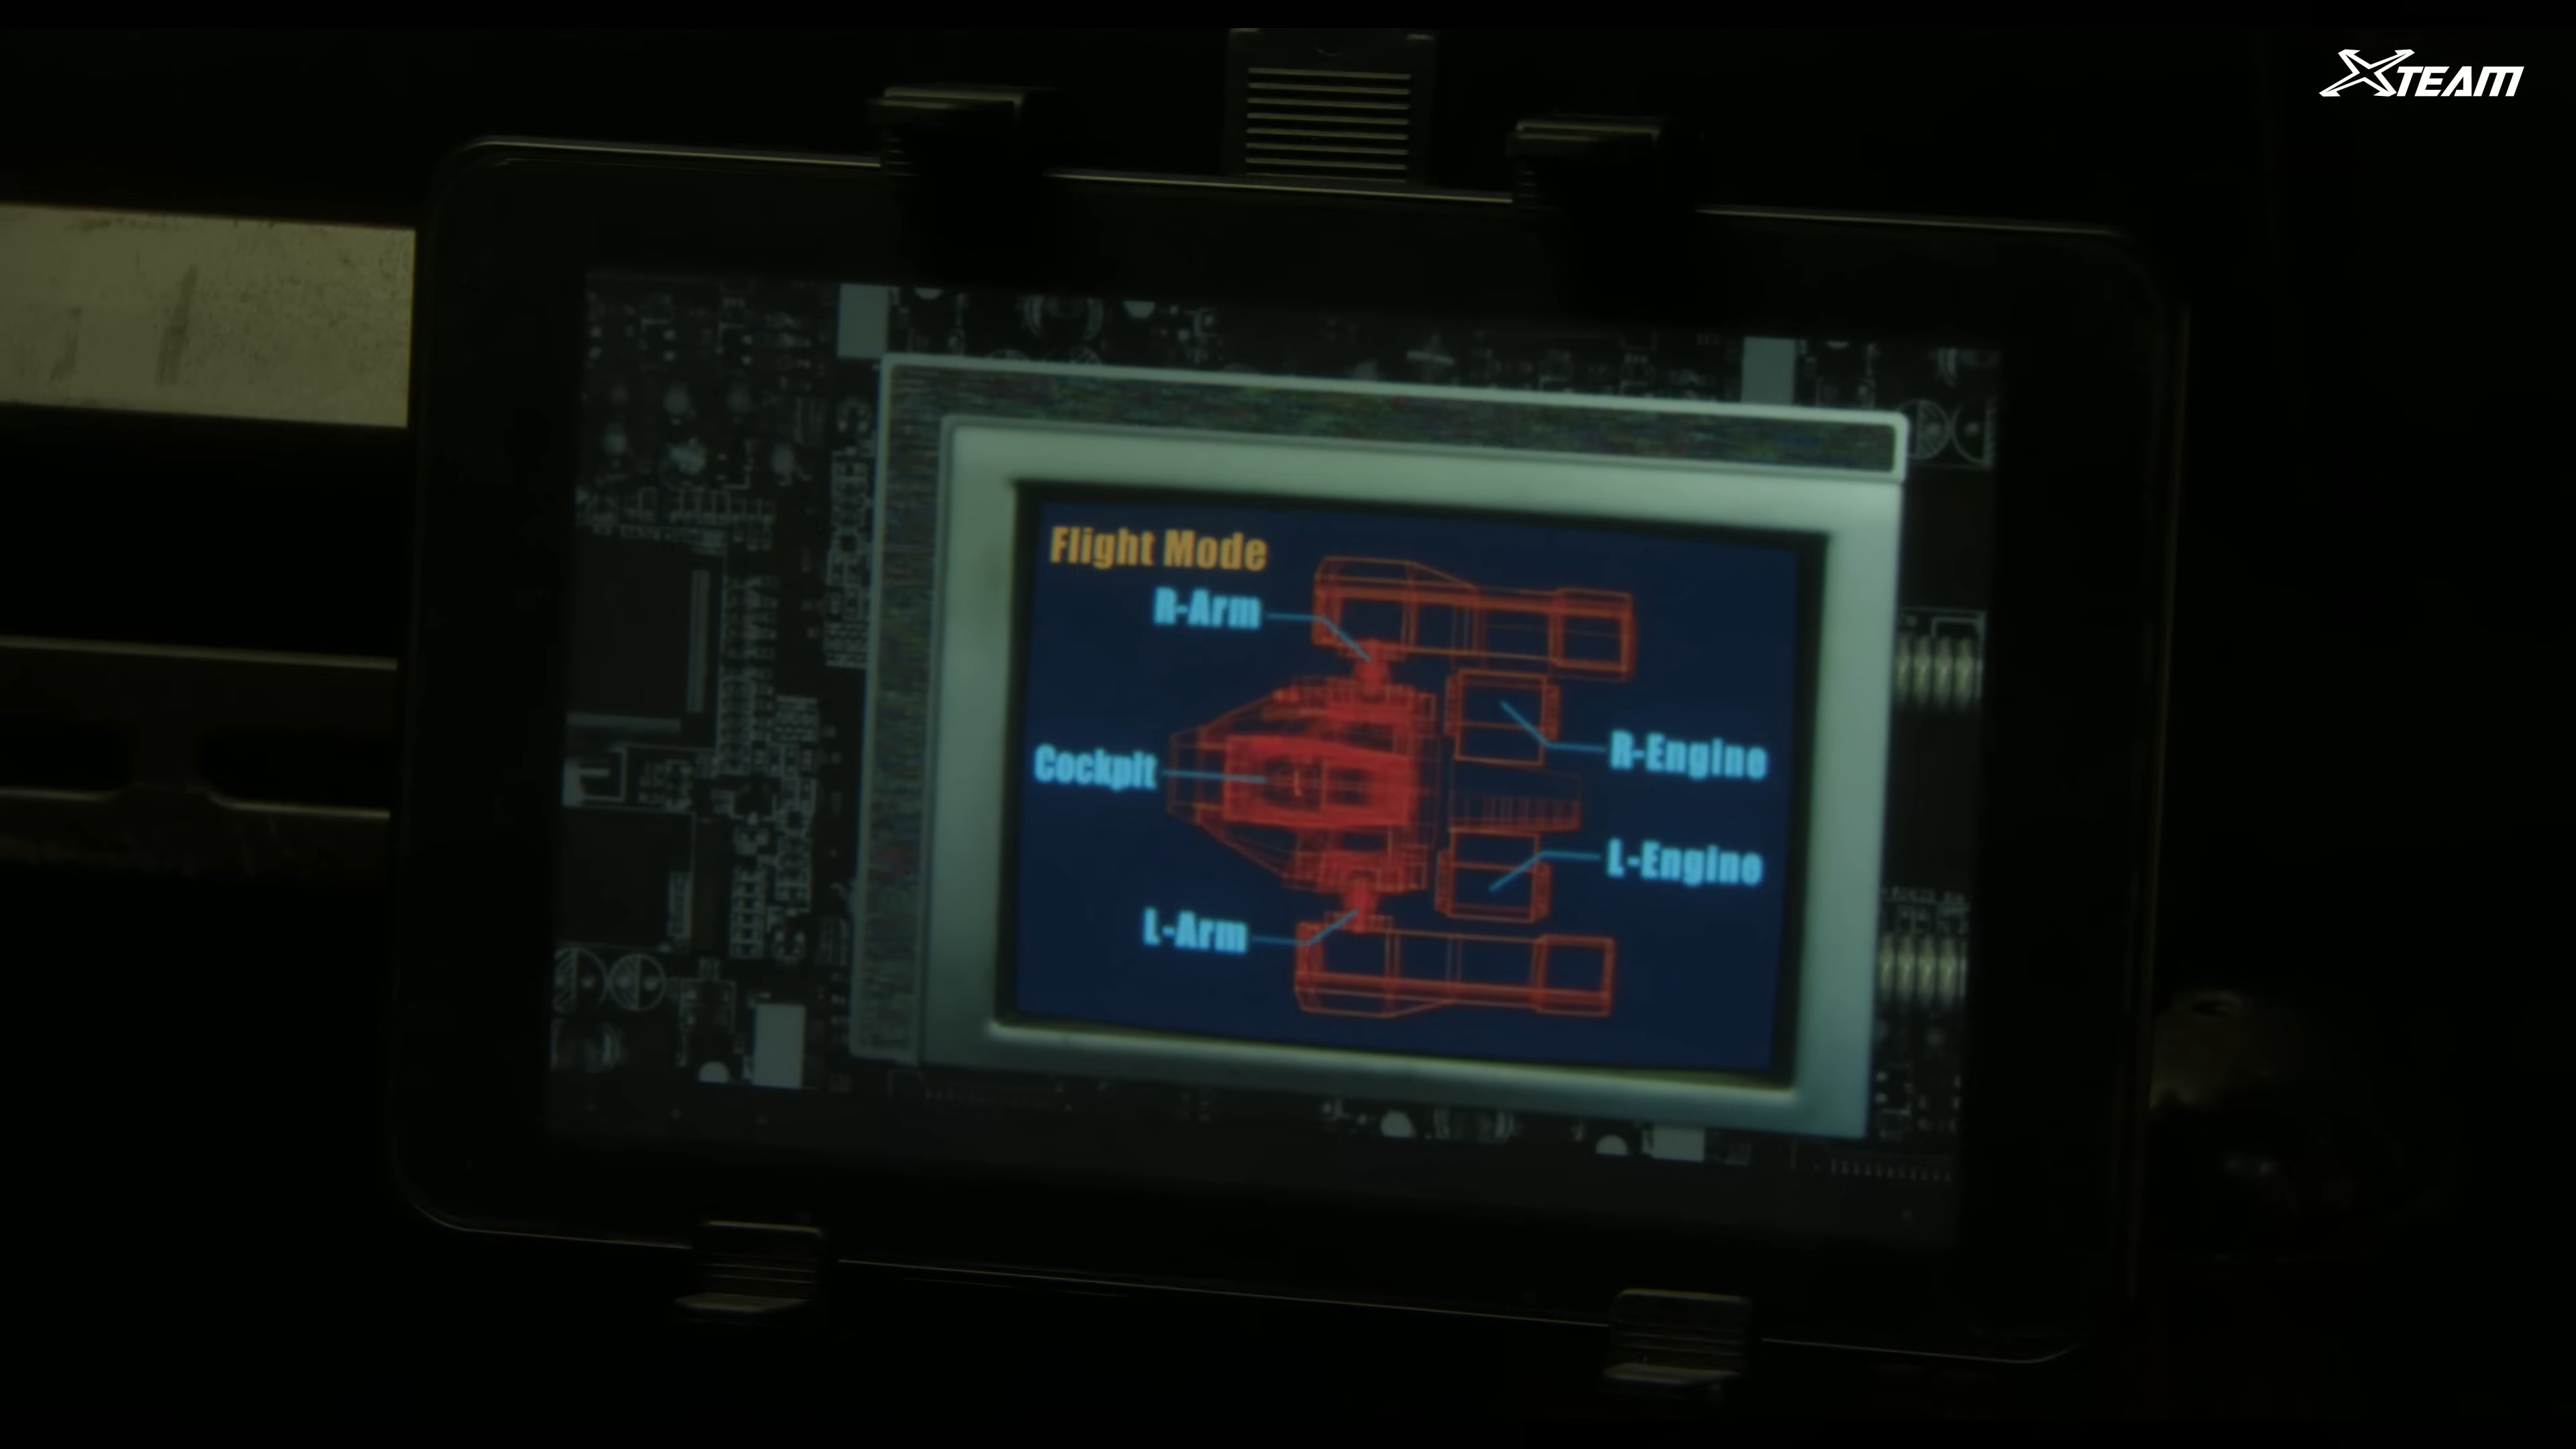 XTEAM
Flight Mode
R-Arm
Cockpit
R-Engine
L-Engine
L-Arm